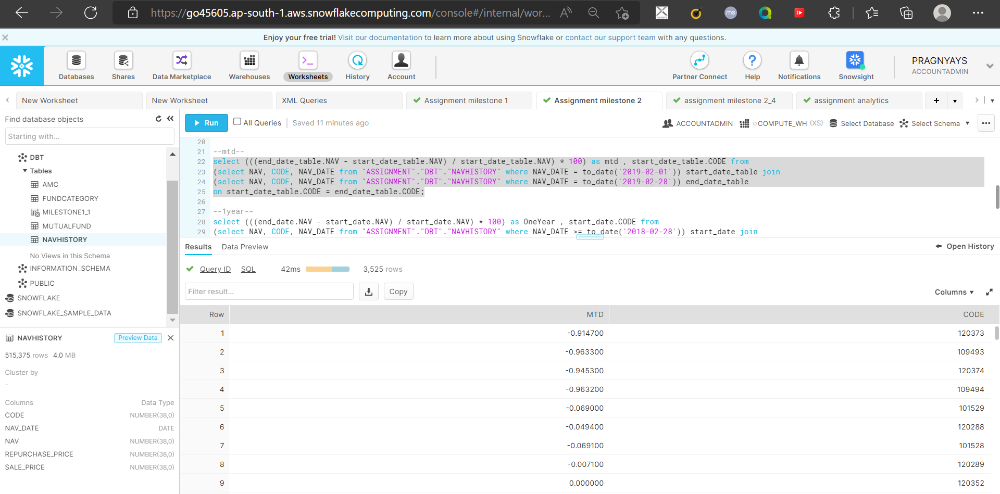 https://go45605.ap-south-1.aws.snowflakecomputing.com/console#/internal/wor...
Enjoy your free trial! Visit our documentation to learn more about using Snowflake or contact our support team with any questions.
Databases
Shares
Data Marketplace
Warehouses
Worksheets
History
Account
Partner Connect
Help
Notifications
Snowsight
PRAGNYAYS
ACCOUNTADMIN
New Worksheet
New Worksheet
XML Queries
Assignment milestone 1
Assignment milestone 2
assignment milestone 2_4
assignment analytics
Find database objects
Starting with...
DBT
Tables
AMC
FUNDCATEGORY
MILESTONE1_1
MUTUALFUND
NAVHISTORY
No Views in this Schema
INFORMATION_SCHEMA
PUBLIC
SNOWFLAKE
SNOWFLAKE_SAMPLE_DATA
NAVHISTORY Preview Data
515,375 rows 4.0 MB
Cluster by
-
Columns Data Type
CODE NUMBER(38,0)
NAV_DATE DATE
NAV NUMBER(38,0)
REPURCHASE_PRICE NUMBER(38,0)
SALE_PRICE NUMBER(38,0)
Run All Queries | Saved 11 minutes ago
ACCOUNTADMIN COMPUTE_WH (XS) Select Database Select Schema
20
21 --mtd--
22 select (((end_date_table.NAV - start_date_table.NAV) / start_date_table.NAV) * 100) as mtd , start_date_table.CODE from
23 (select NAV, CODE, NAV_DATE from "ASSIGNMENT"."DBT"."NAVHISTORY" where NAV_DATE = to_date('2019-02-01')) start_date_table join
24 (select NAV, CODE, NAV_DATE from "ASSIGNMENT"."DBT"."NAVHISTORY" where NAV_DATE = to_date('2019-02-28')) end_date_table
25 on start_date_table.CODE = end_date_table.CODE;
26
27 --1year--
28 select (((end_date.NAV - start_date.NAV) / start_date.NAV) * 100) as OneYear , start_date.CODE from
29 (select NAV, CODE, NAV_DATE from "ASSIGNMENT"."DBT"."NAVHISTORY" where NAV_DATE >= to_date('2018-02-28')) start_date join
Results Data Preview
Open History
Query ID SQL 42ms 3,525 rows
Filter result...
Copy
Columns
Row MTD CODE
1 -0.914700 120373
2 -0.963300 109493
3 -0.945300 120374
4 -0.963200 109494
5 -0.069000 101529
6 -0.049400 120288
7 -0.069100 101528
8 -0.007100 120289
9 0.000000 120352
me